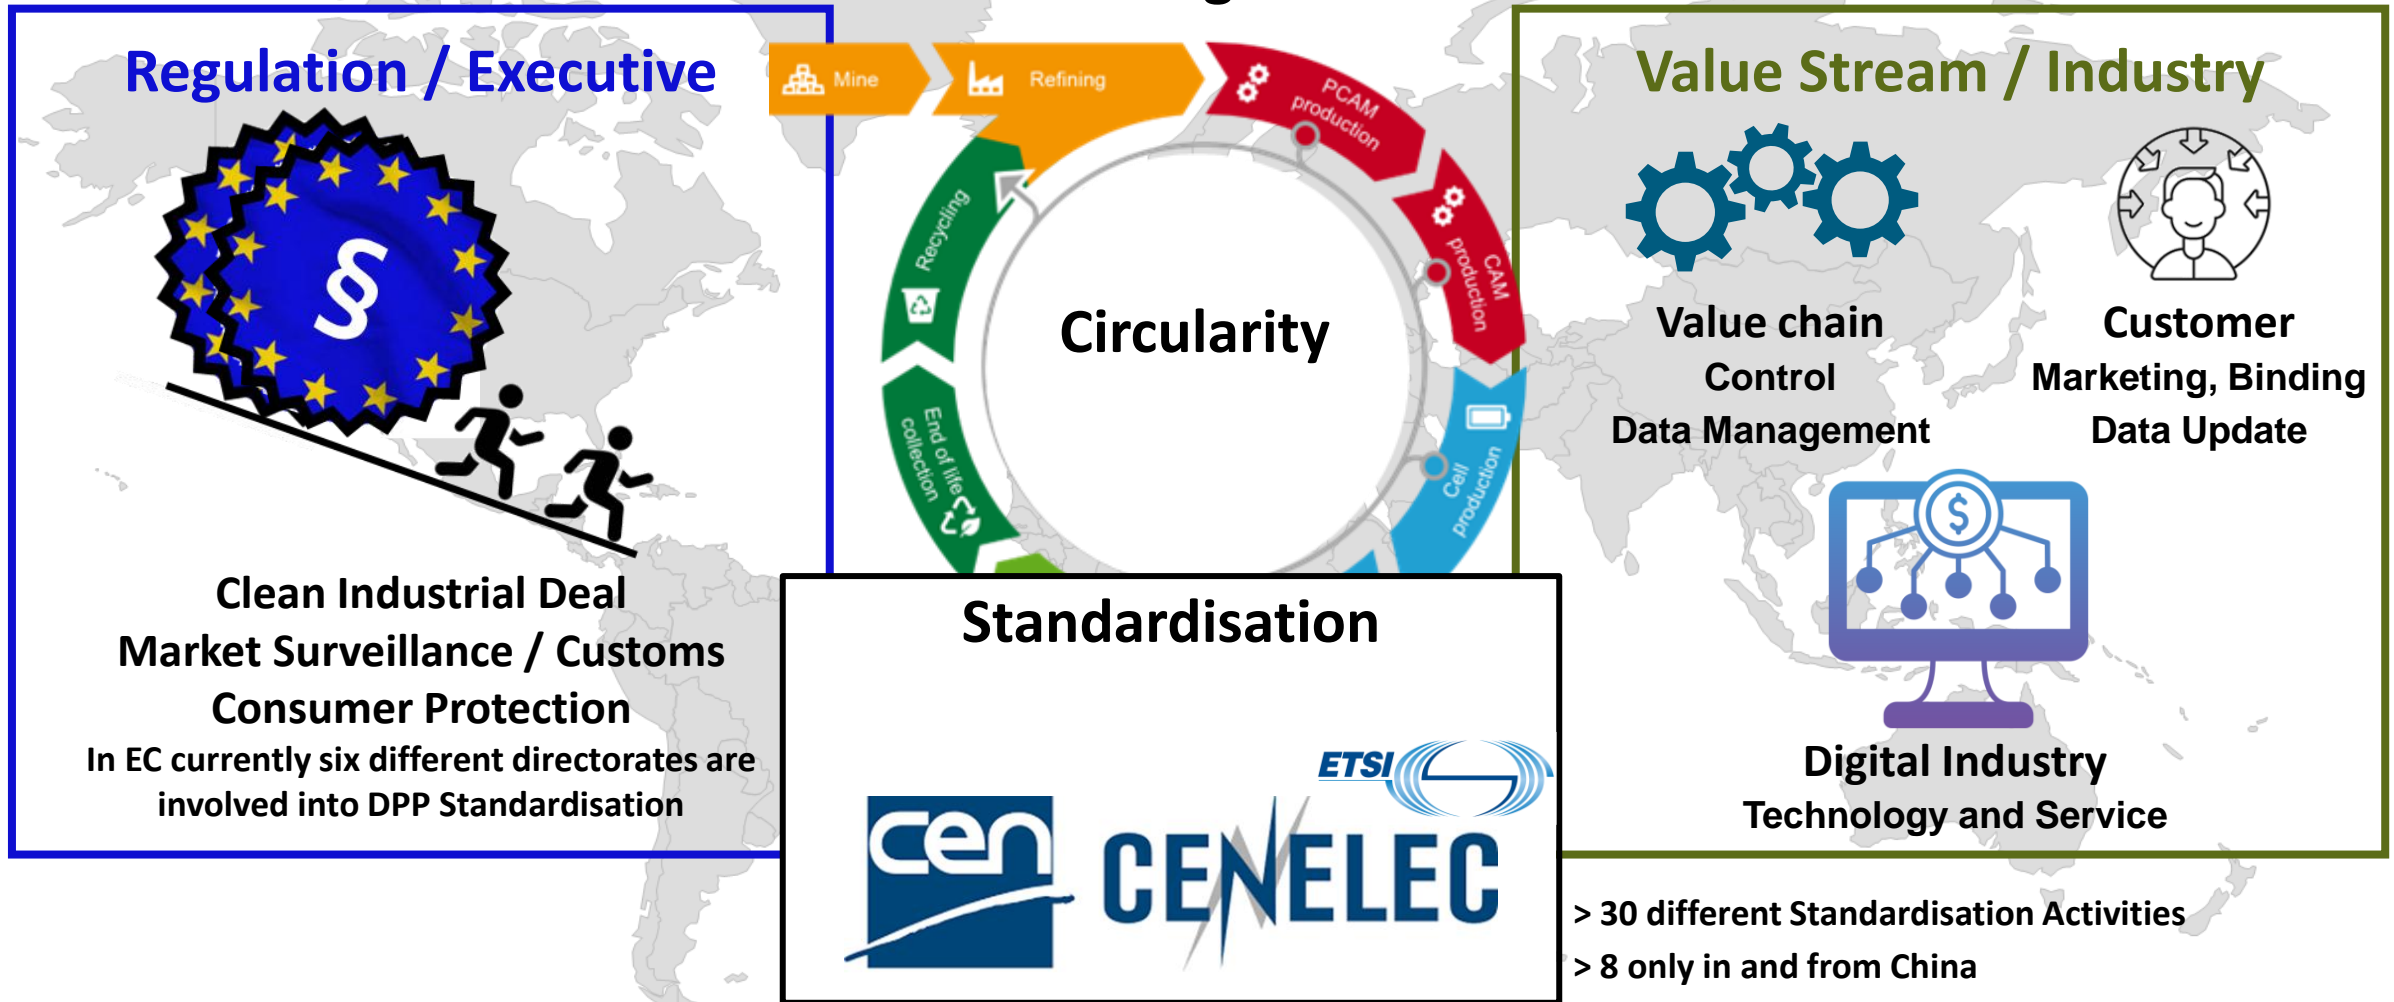 Regulation / Executive
§
Clean Industrial Deal
Market Surveillance / Customs
Consumer Protection
In EC currently six different directorates are
involved into DPP Standardisation
Mine
Refining
PCAM
production
CAM
production
Cell
production
End of life
collection
Recycling
Circularity
Standardisation
ETSI
cen
CENELEC
Value Stream / Industry
Value chain
Control
Data Management
Customer
Marketing, Binding
Data Update
$
Digital Industry
Technology and Service
> 30 different Standardisation Activities
> 8 only in and from China